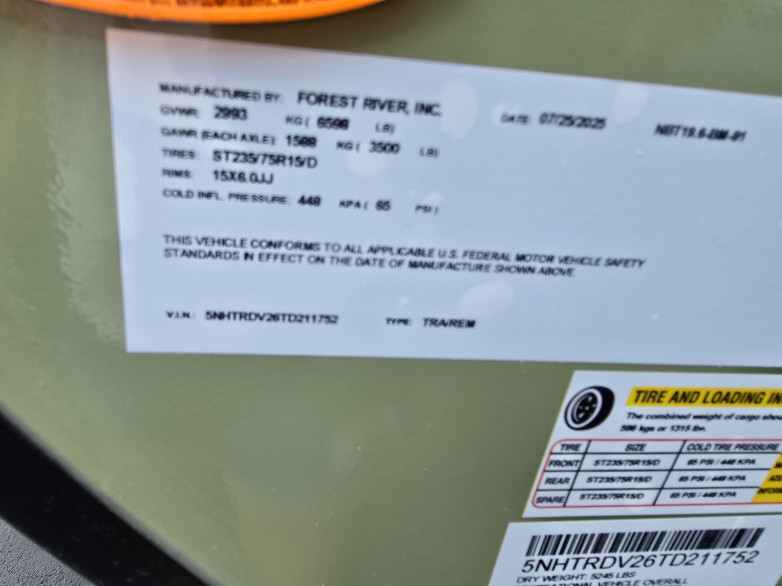 MANUFACTURED BY: FOREST RIVER, INC. DATE: 07/25/2025 NBT19.6-BM-01
GVWR: 2993 KG ( 6598 LB)
GAWR (EACH AXLE): 1588 KG ( 3500 LB)
TIRES: ST235/75R15/D
RIMS: 15X6.0JJ
COLD INFL. PRESSURE: 448 KPA ( 65 PSI)
THIS VEHICLE CONFORMS TO ALL APPLICABLE U.S. FEDERAL MOTOR VEHICLE SAFETY
STANDARDS IN EFFECT ON THE DATE OF MANUFACTURE SHOWN ABOVE.
V.I.N.: 5NHTRDV26TD211752 TYPE: TRA/REM
TIRE AND LOADING IN
The combined weight of cargo shou
586 kgs or 1315 lbs.
TIRE SIZE COLD TIRE PRESSURE
FRONT ST235/75R15/D 65 PSI / 448 KPA
REAR ST235/75R15/D 65 PSI / 448 KPA
SPARE ST235/75R15/D 65 PSI / 448 KPA
5NHTRDV26TD211752
DRY WEIGHT: 5245 LBS
VEHICLE OVERALL